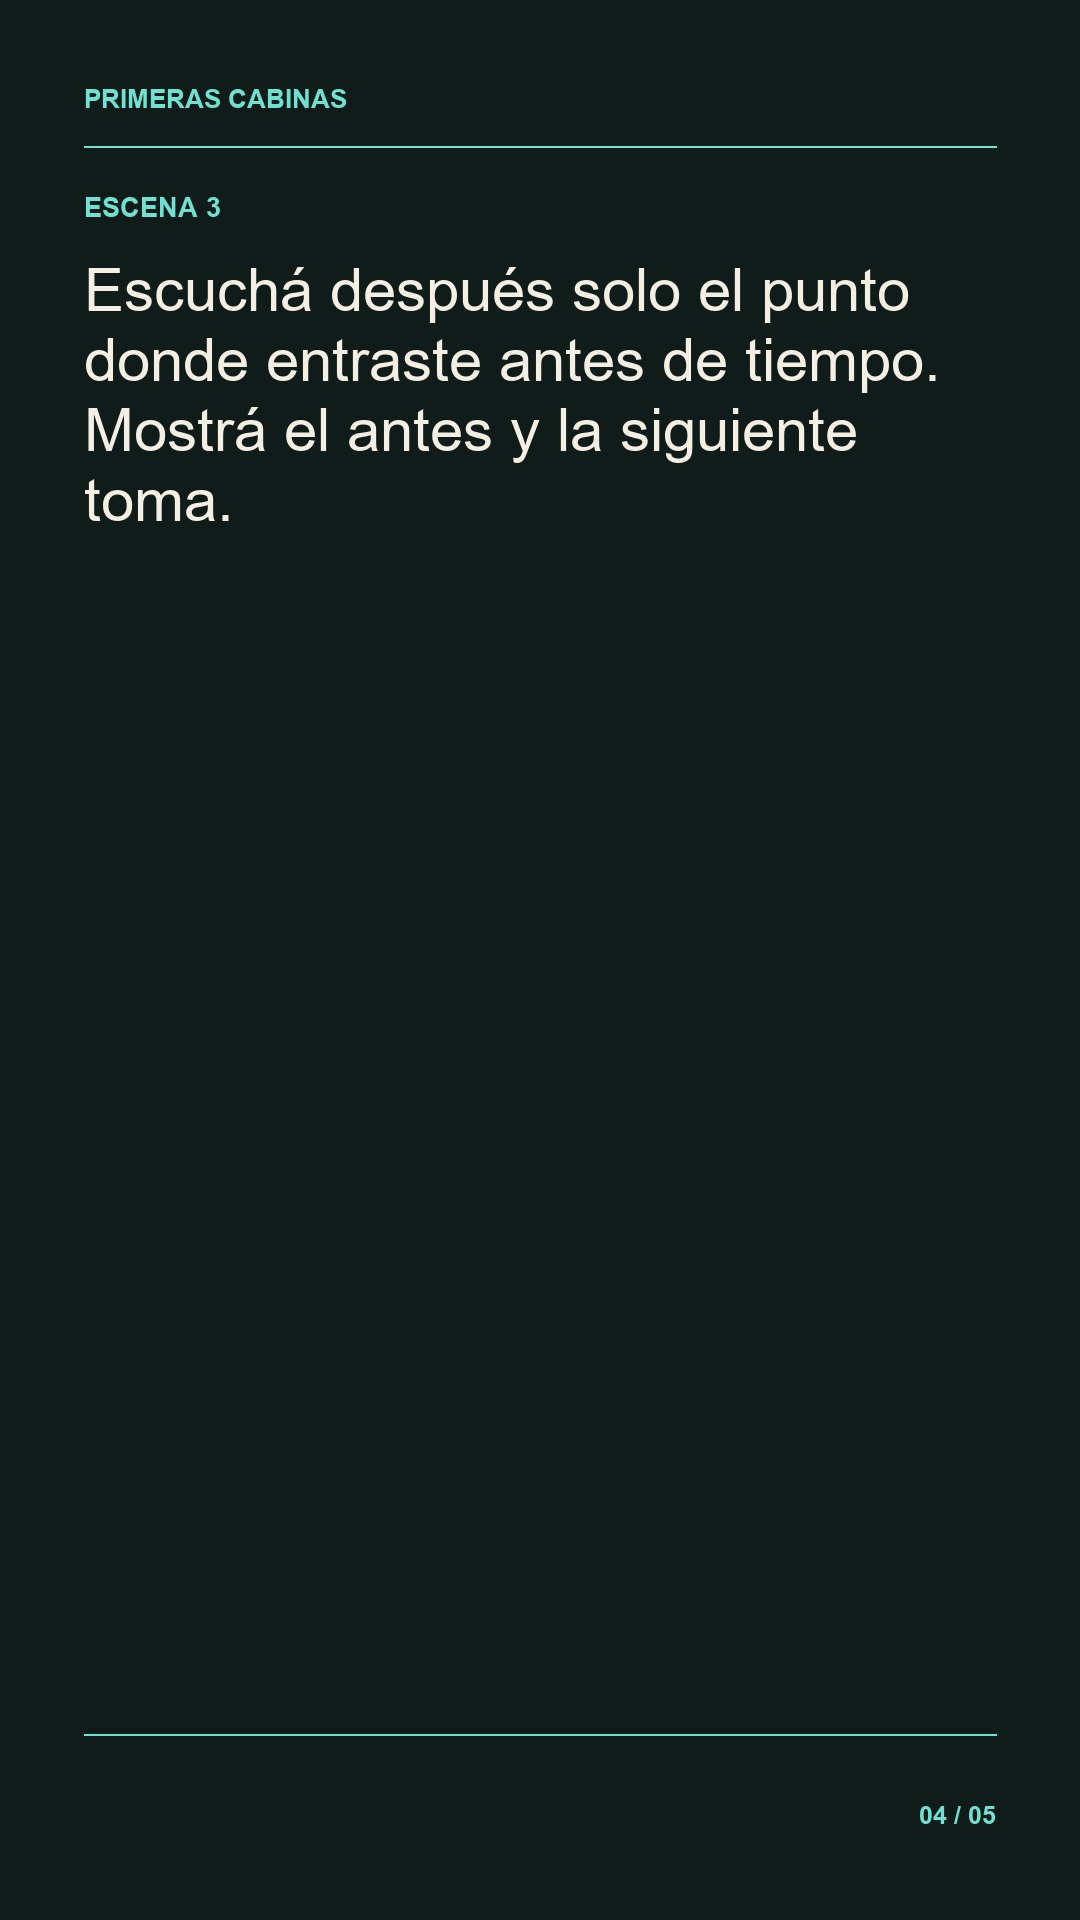 PRIMERAS CABINAS
ESCENA 3
Escuchá después solo el punto
donde entraste antes de tiempo.
Mostrá el antes y la siguiente
toma.
04 / 05